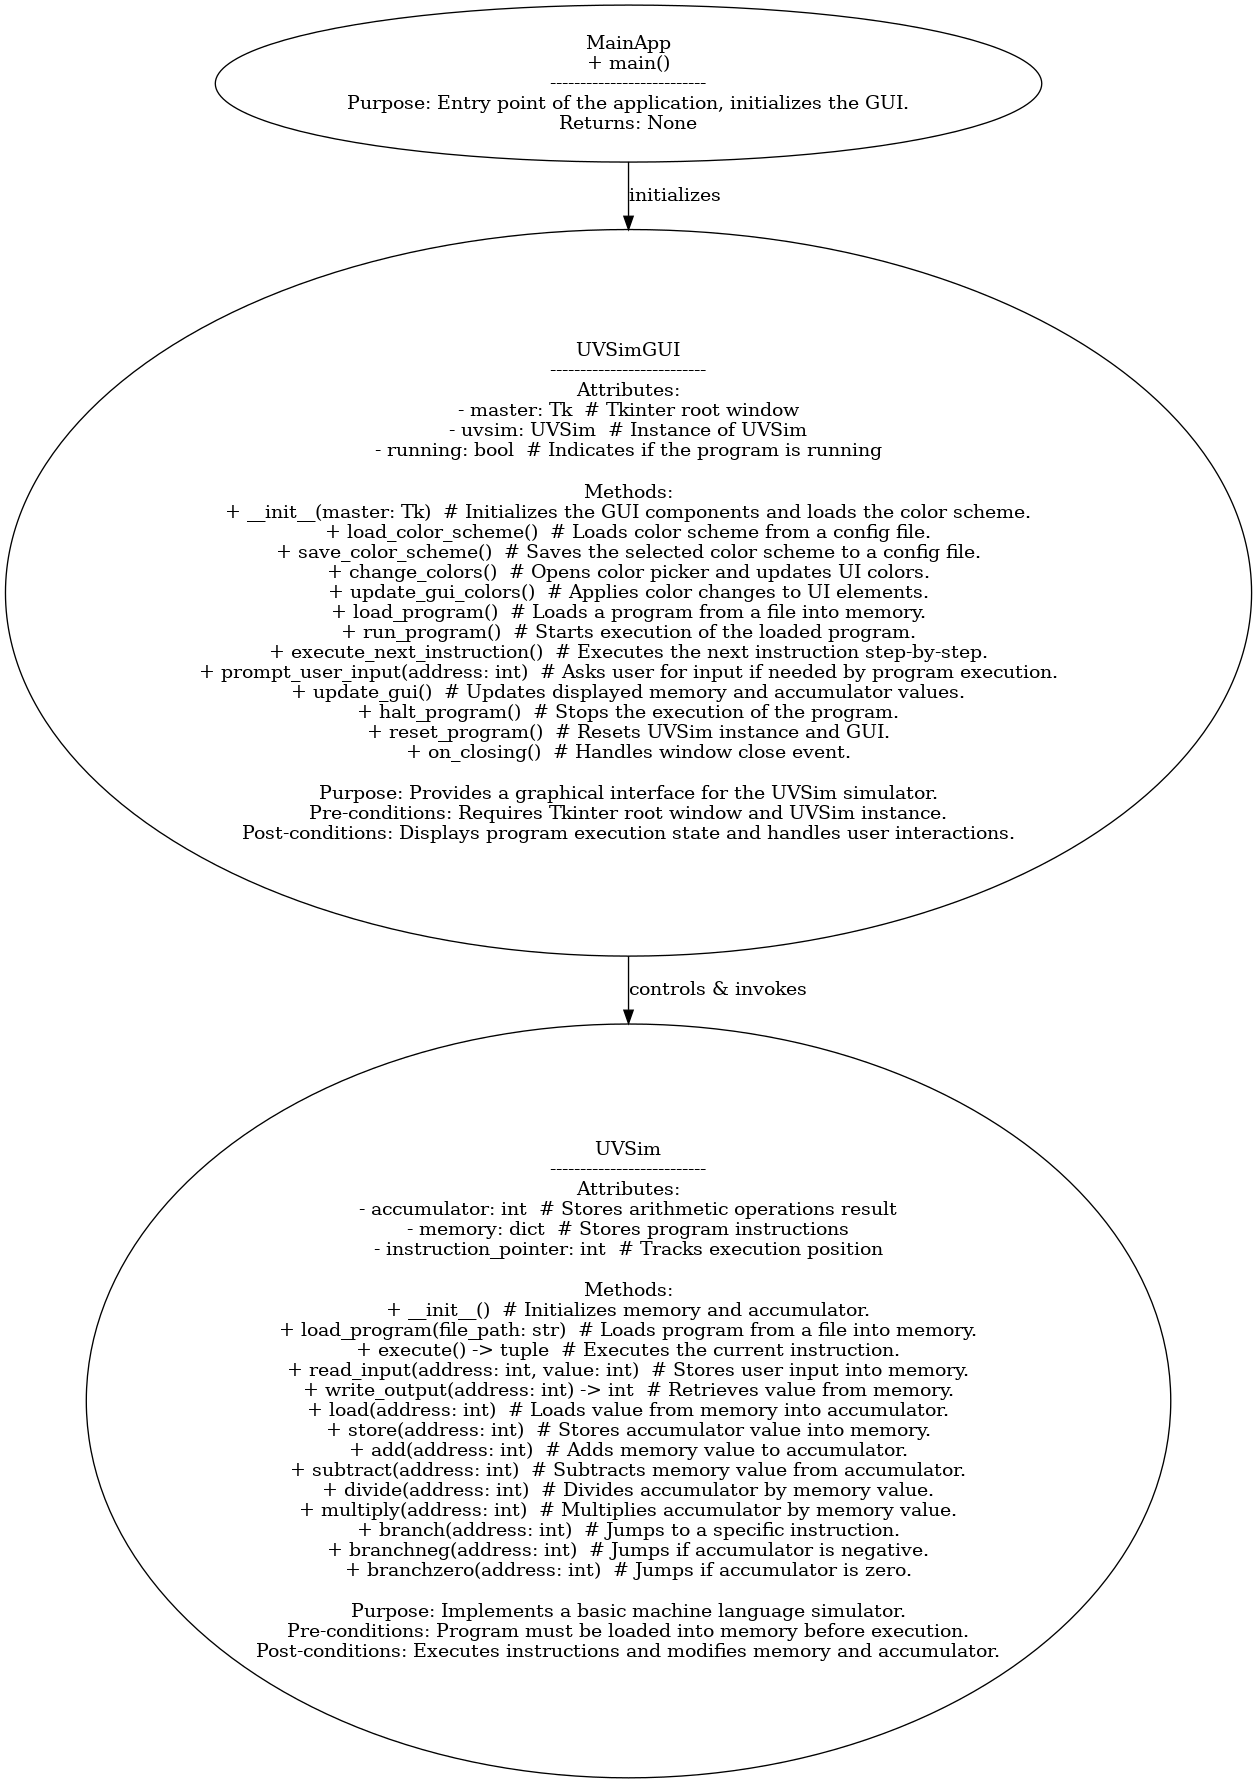 MainApp
+ main()
--------------------------
Purpose: Entry point of the application, initializes the GUI.
Returns: None
initializes
UVSimGUI
--------------------------
Attributes:
- master: Tk  # Tkinter root window
- uvsim: UVSim  # Instance of UVSim
- running: bool  # Indicates if the program is running
Methods:
+ __init__(master: Tk)  # Initializes the GUI components and loads the color scheme.
+ load_color_scheme()  # Loads color scheme from a config file.
+ save_color_scheme()  # Saves the selected color scheme to a config file.
+ change_colors()  # Opens color picker and updates UI colors.
+ update_gui_colors()  # Applies color changes to UI elements.
+ load_program()  # Loads a program from a file into memory.
+ run_program()  # Starts execution of the loaded program.
+ execute_next_instruction()  # Executes the next instruction step-by-step.
+ prompt_user_input(address: int)  # Asks user for input if needed by program execution.
+ update_gui()  # Updates displayed memory and accumulator values.
+ halt_program()  # Stops the execution of the program.
+ reset_program()  # Resets UVSim instance and GUI.
+ on_closing()  # Handles window close event.
Purpose: Provides a graphical interface for the UVSim simulator.
Pre-conditions: Requires Tkinter root window and UVSim instance.
Post-conditions: Displays program execution state and handles user interactions.
controls & invokes
UVSim
--------------------------
Attributes:
- accumulator: int  # Stores arithmetic operations result
- memory: dict  # Stores program instructions
- instruction_pointer: int  # Tracks execution position
Methods:
+ __init__()  # Initializes memory and accumulator.
+ load_program(file_path: str)  # Loads program from a file into memory.
+ execute() -> tuple  # Executes the current instruction.
+ read_input(address: int, value: int)  # Stores user input into memory.
+ write_output(address: int) -> int  # Retrieves value from memory.
+ load(address: int)  # Loads value from memory into accumulator.
+ store(address: int)  # Stores accumulator value into memory.
+ add(address: int)  # Adds memory value to accumulator.
+ subtract(address: int)  # Subtracts memory value from accumulator.
+ divide(address: int)  # Divides accumulator by memory value.
+ multiply(address: int)  # Multiplies accumulator by memory value.
+ branch(address: int)  # Jumps to a specific instruction.
+ branchneg(address: int)  # Jumps if accumulator is negative.
+ branchzero(address: int)  # Jumps if accumulator is zero.
Purpose: Implements a basic machine language simulator.
Pre-conditions: Program must be loaded into memory before execution.
Post-conditions: Executes instructions and modifies memory and accumulator.